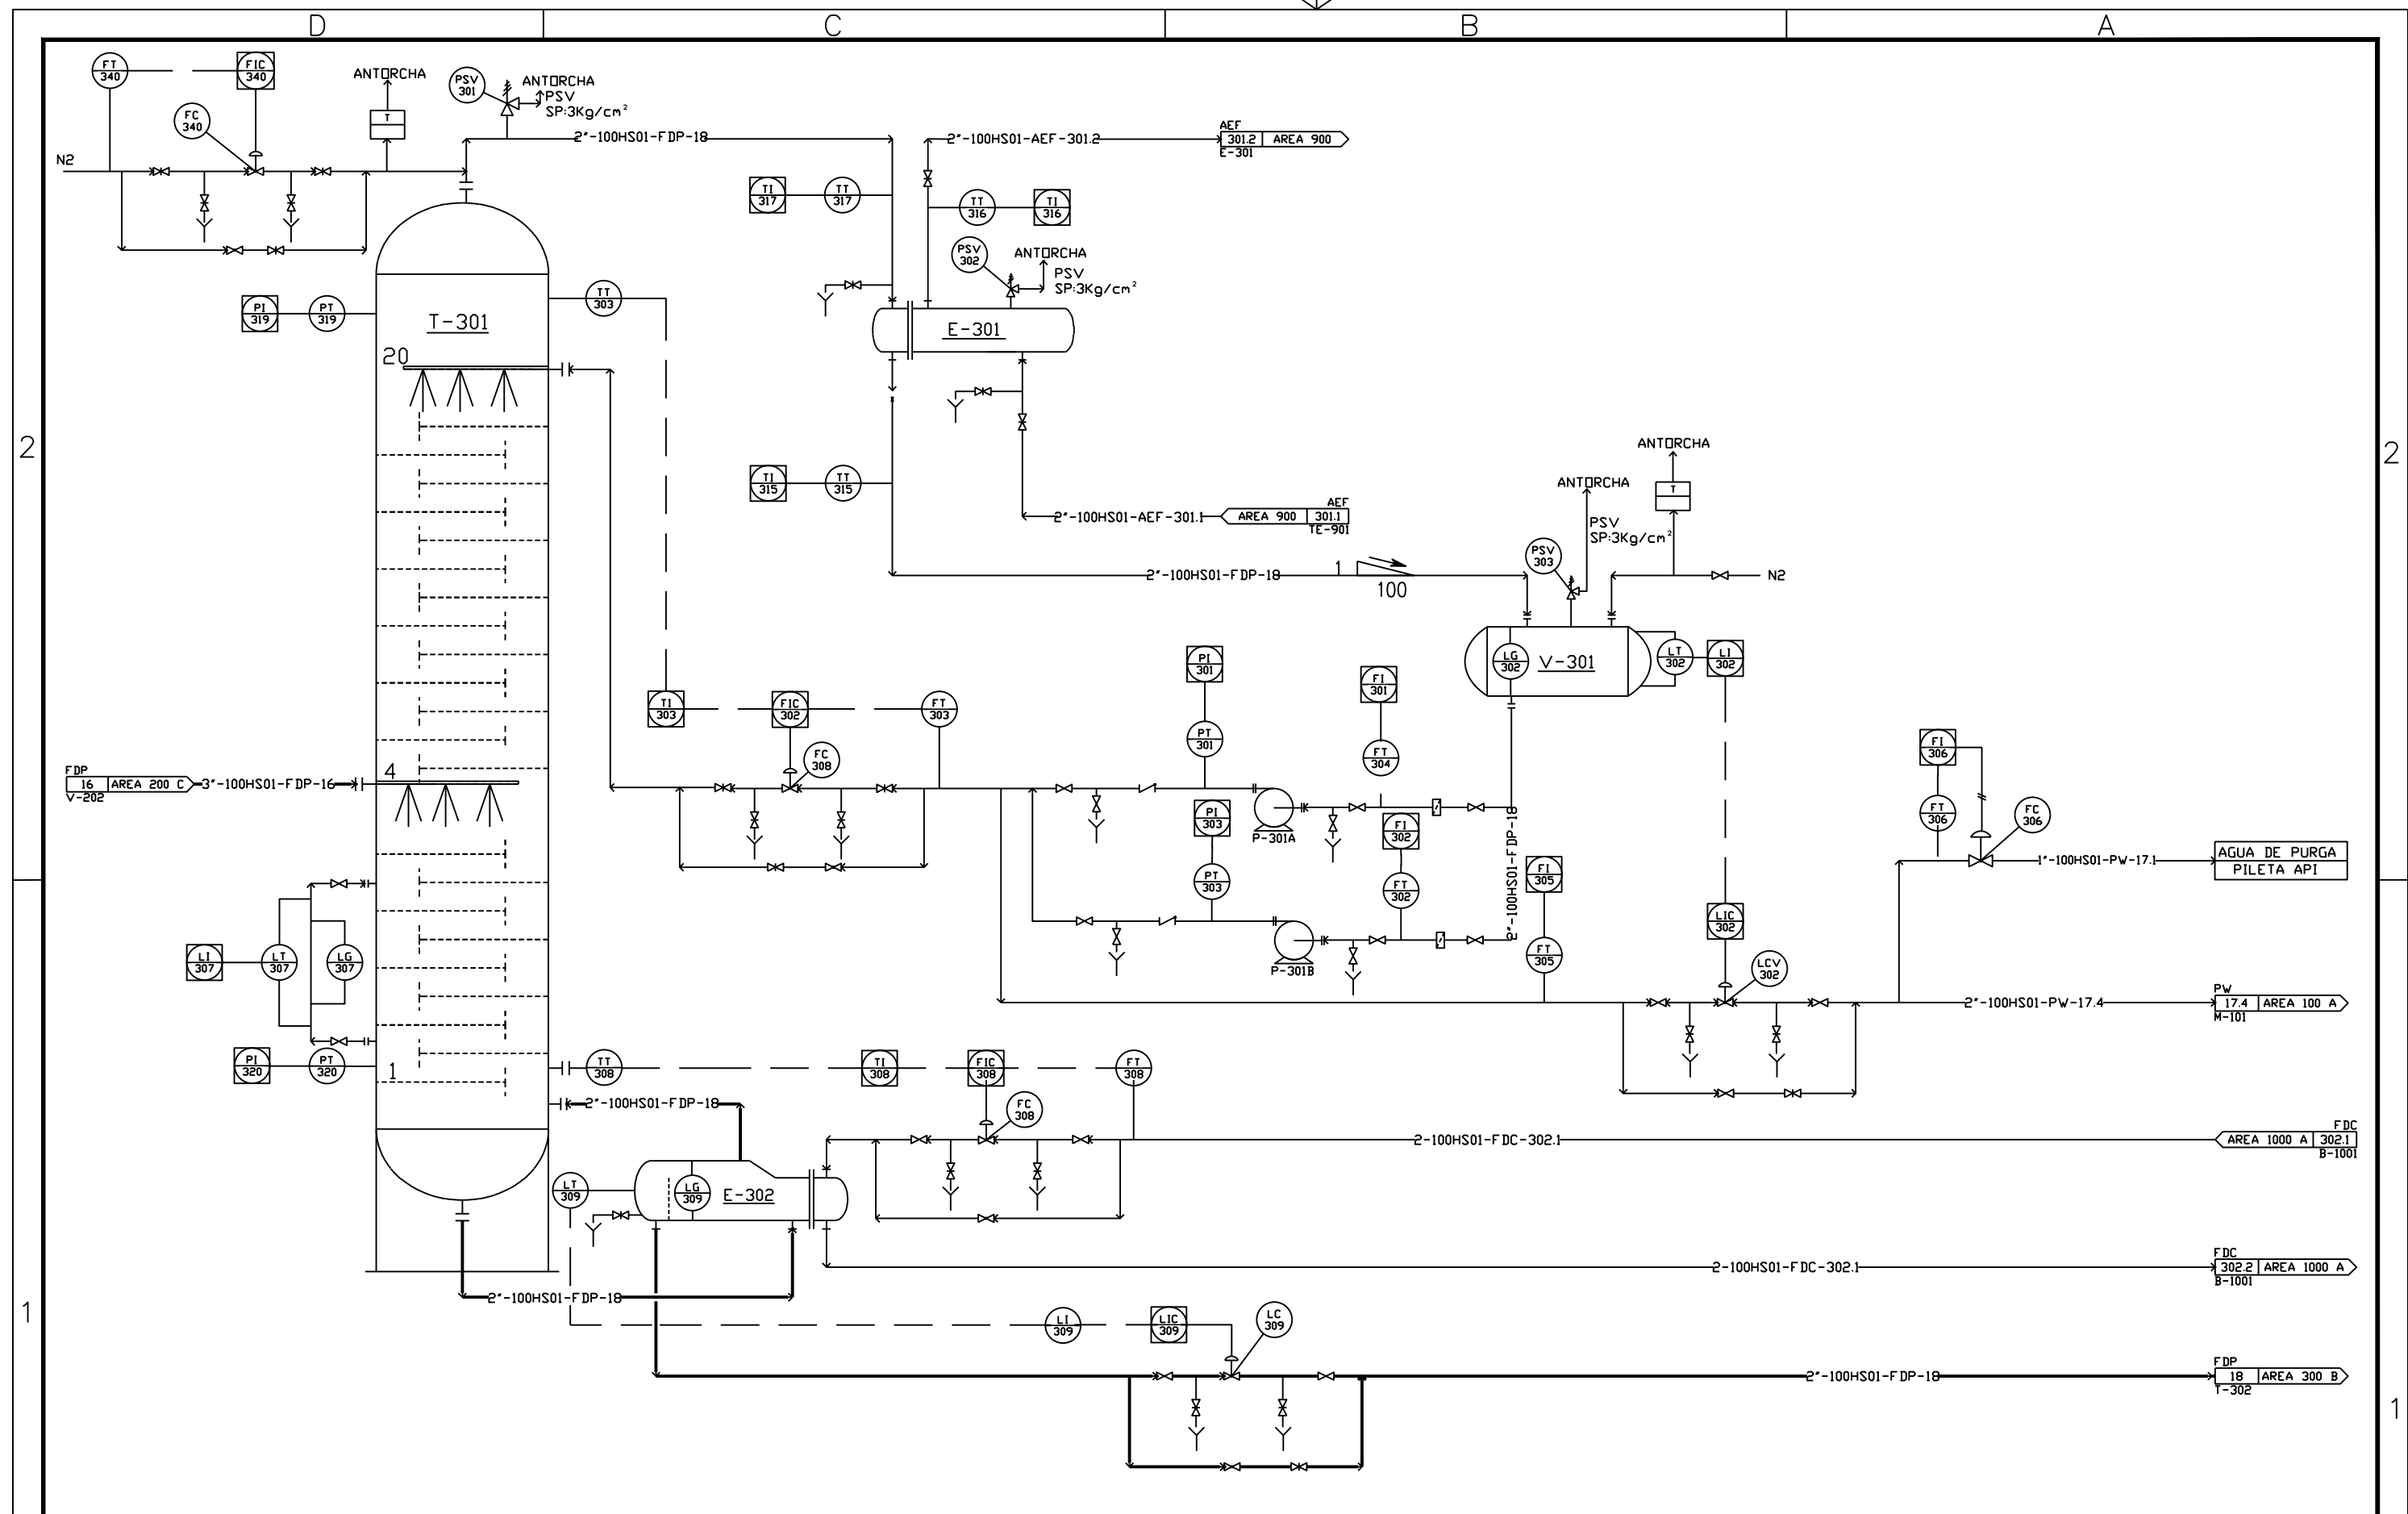 D
C
B
A
FT
340
FIC
340
FC
340
N2
ANTORCHA
T
PSV
301
ANTORCHA
PSV
SP:3Kg/cm²
2"-100HS01-FDP-18
2"-100HS01-AEF-301.2
AEF
301.2
AREA 900
E-301
TI
317
TT
317
TT
316
TI
316
PSV
302
ANTORCHA
PSV
SP:3Kg/cm²
E-301
PI
319
PT
319
T-301
TT
303
20
2
2
TI
315
TT
315
2"-100HS01-AEF-301.1
AEF
AREA 900
301.1
TE-901
ANTORCHA
T
ANTORCHA
PSV
SP:3Kg/cm²
PSV
303
2"-100HS01-FDP-18
1
100
N2
LG
302
V-301
LT
302
LI
302
TI
303
FIC
302
FT
303
FC
308
PI
301
PT
301
FI
301
FT
304
P-301A
PI
303
PT
303
FI
302
FT
302
P-301B
2"-100HS01-FDP-18
FI
305
FT
305
FI
306
FT
306
FC
306
1"-100HS01-PW-17.1
AGUA DE PURGA
PILETA API
LIC
302
LCV
302
2"-100HS01-PW-17.4
PW
17.4
AREA 100 A
M-101
FDP
16
AREA 200 C
V-202
3"-100HS01-FDP-16
4
LI
307
LT
307
LG
307
PI
320
PT
320
1
TT
308
TI
308
FIC
308
FT
308
FC
308
2"-100HS01-FDP-18
2-100HS01-FDC-302.1
FDC
AREA 1000 A
302.1
B-1001
LT
309
LG
309
E-302
2-100HS01-FDC-302.1
FDC
302.2
AREA 1000 A
B-1001
2"-100HS01-FDP-18
1
1
LI
309
LIC
309
LC
309
2"-100HS01-FDP-18
FDP
18
AREA 300 B
T-302